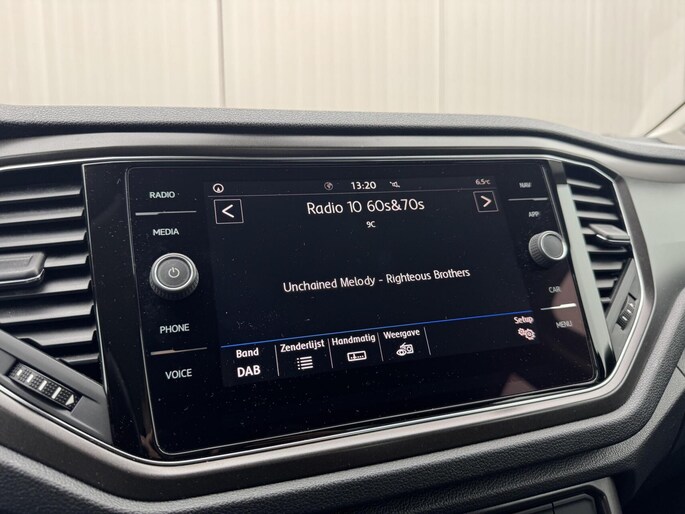 RADIO
MEDIA
PHONE
VOICE
13:20
6.5°C
Radio 10 60s&70s
9C
Unchained Melody - Righteous Brothers
Band
DAB
Zenderlijst
Handmatig
Weergave
Setup
NAV
APP
CAR
MENU